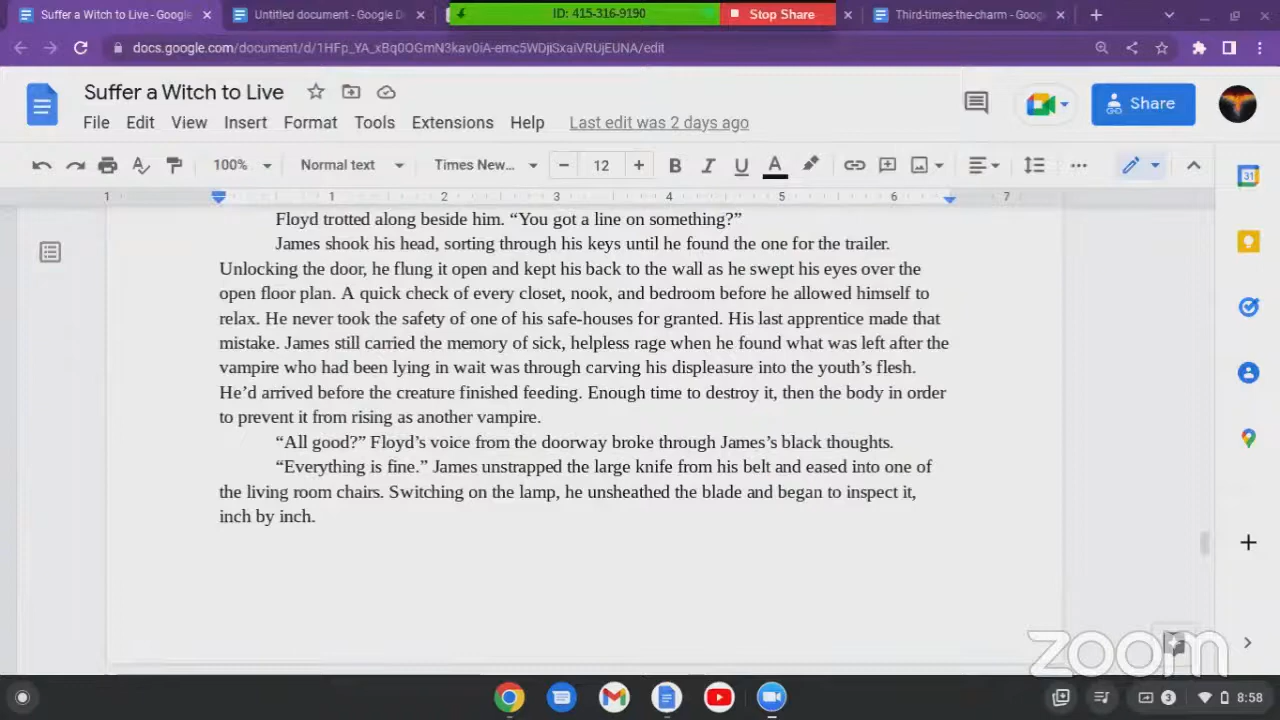 Suffer a Witch to Live - Google
Untitled document - Google D
ID: 415-316-9190
Stop Share
Third-times-the-charm - Goog
docs.google.com/document/d/1HFp_YA_xBq0OGmN3kav0iA-emc5WDjiSxaiVRUjEUNA/edit
Suffer a Witch to Live
Share
File Edit View Insert Format Tools Extensions Help Last edit was 2 days ago
100% Normal text Times New... 12 B I U A
31
1 1 2 3 4 5 6 7
Floyd trotted along beside him. “You got a line on something?”
James shook his head, sorting through his keys until he found the one for the trailer.
Unlocking the door, he flung it open and kept his back to the wall as he swept his eyes over the
open floor plan. A quick check of every closet, nook, and bedroom before he allowed himself to
relax. He never took the safety of one of his safe-houses for granted. His last apprentice made that
mistake. James still carried the memory of sick, helpless rage when he found what was left after the
vampire who had been lying in wait was through carving his displeasure into the youth’s flesh.
He’d arrived before the creature finished feeding. Enough time to destroy it, then the body in order
to prevent it from rising as another vampire.
“All good?” Floyd’s voice from the doorway broke through James’s black thoughts.
“Everything is fine.” James unstrapped the large knife from his belt and eased into one of
the living room chairs. Switching on the lamp, he unsheathed the blade and began to inspect it,
inch by inch.
zoom
3 8:58